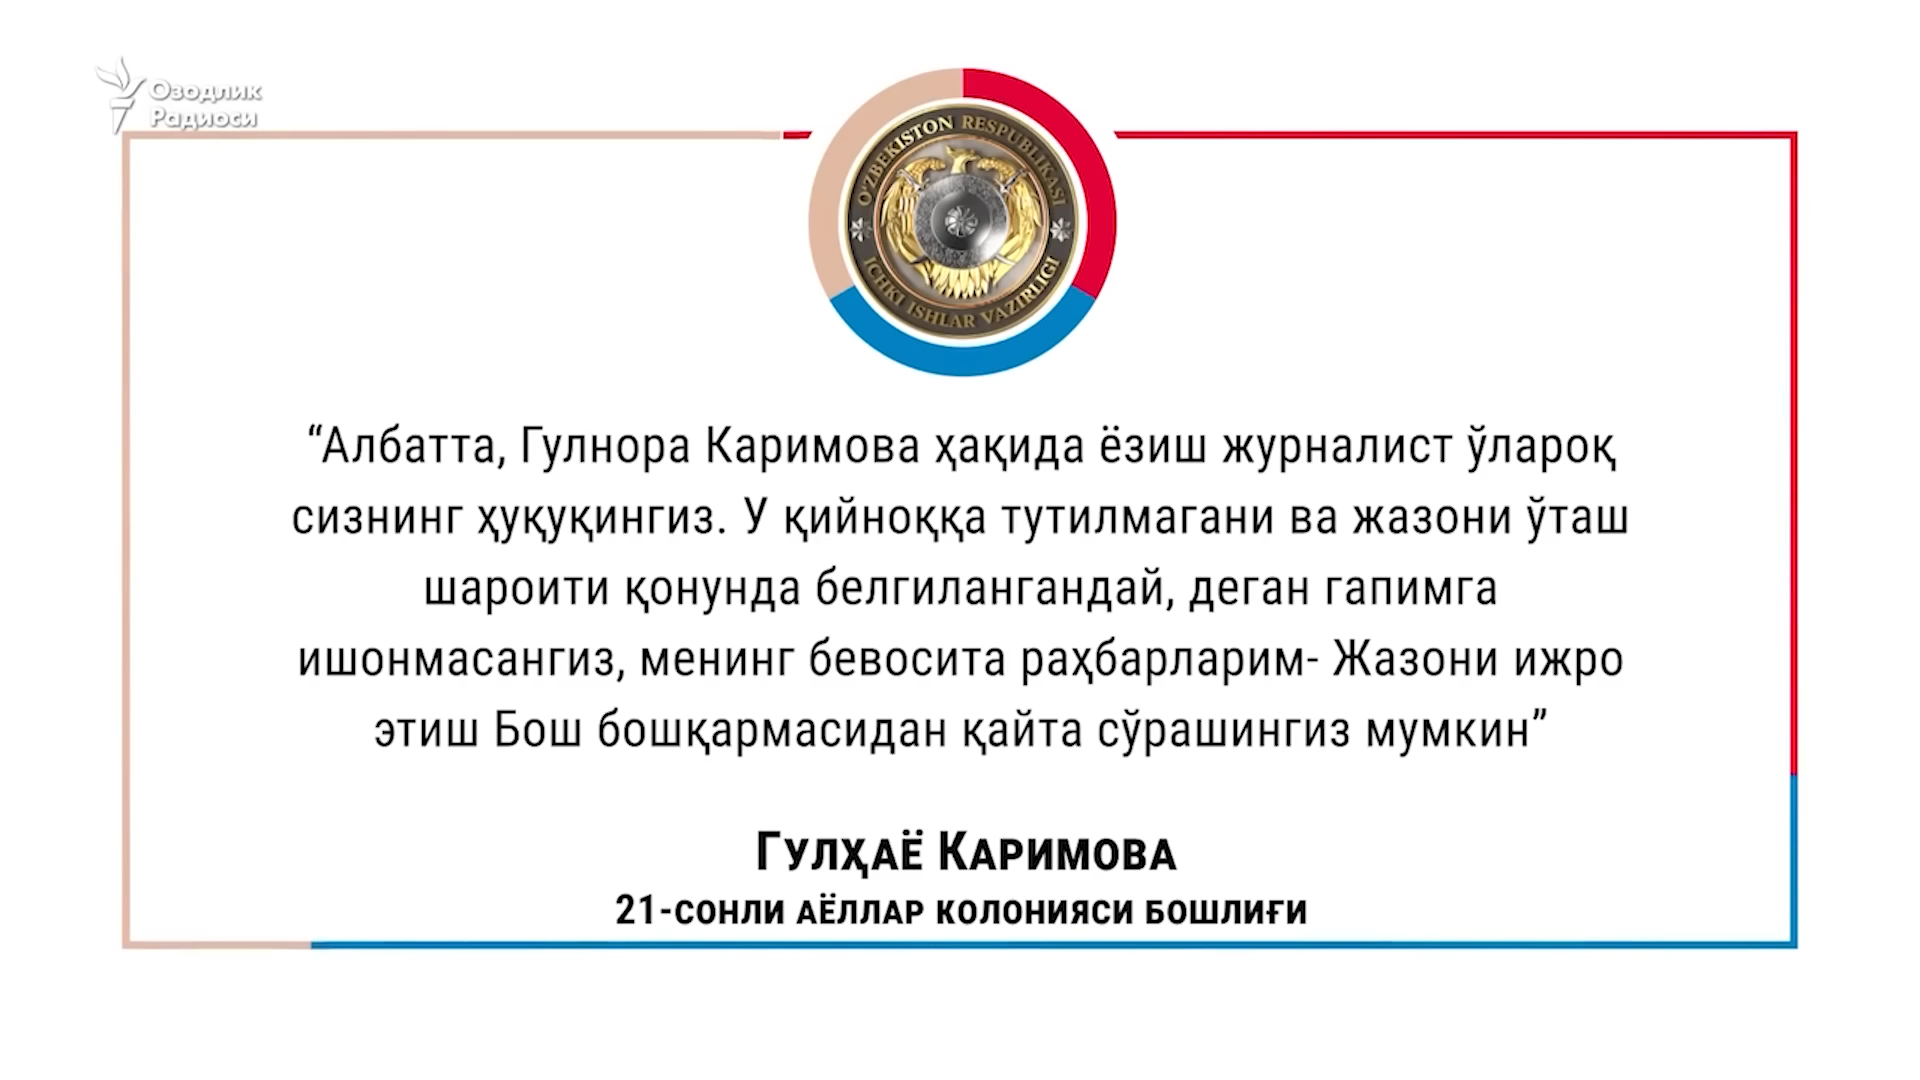 Озодлик
Радиоси
O'ZBEKISTON RESPUBLIKASI
ICHKI ISHLAR VAZIRLIGI
“Албатта, Гулнора Каримова ҳақида ёзиш журналист ўлароқ
сизнинг ҳуқуқингиз. У қийноққа тутилмагани ва жазони ўташ
шароити қонунда белгилангандай, деган гапимга
ишонмасангиз, менинг бевосита раҳбарларим- Жазони ижро
этиш Бош бошқармасидан қайта сўрашингиз мумкин”
Гулҳаё Каримова
21-сонли аёллар колонияси бошлиғи